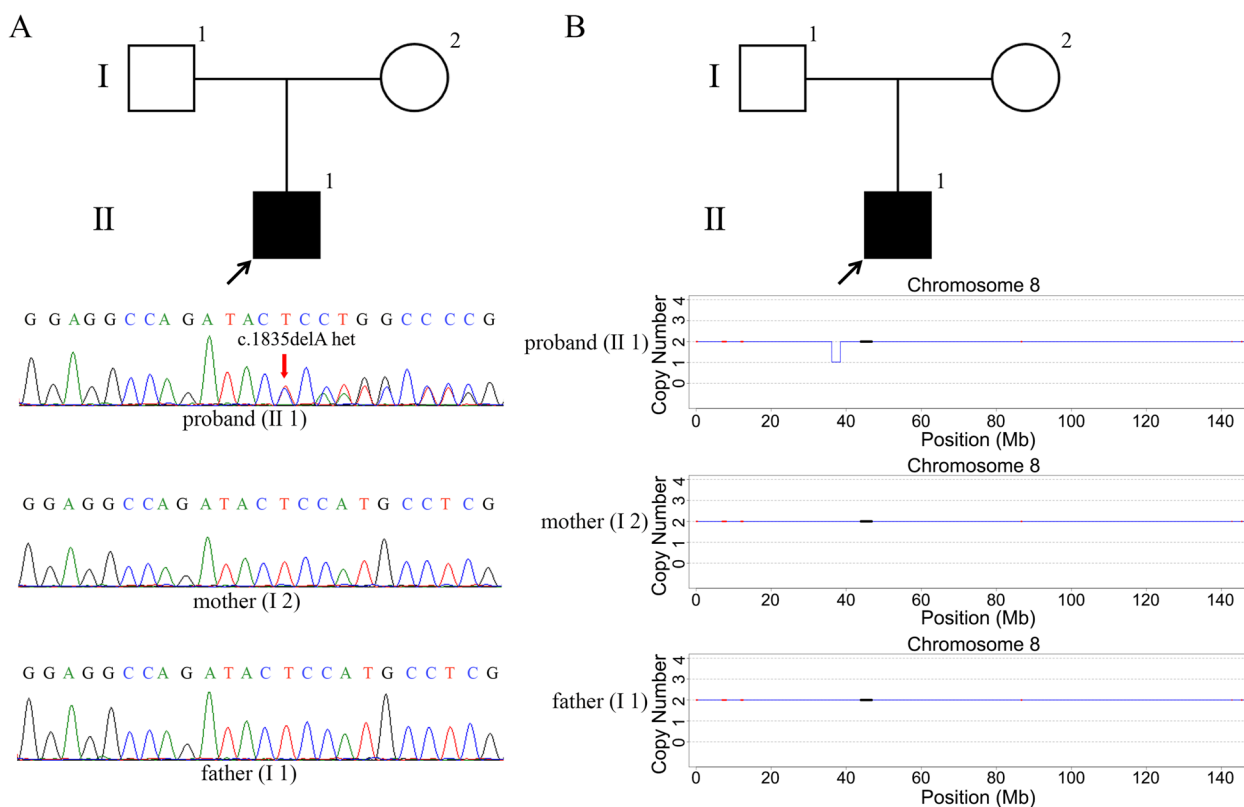 A
I
1
2
II
1
G G A G G C C A G A T A C T C C T G G C C C C G
c.1835delA het
proband (II 1)
G G A G G C C A G A T A C T C C A T G C C T C G
mother (I 2)
G G A G G C C A G A T A C T C C A T G C C T C G
father (I 1)
B
I
1
2
II
1
Chromosome 8
proband (II 1)
Copy Number
4
3
2
1
0
0 20 40 60 80 100 120 140
Position (Mb)
Chromosome 8
mother (I 2)
Copy Number
4
3
2
1
0
0 20 40 60 80 100 120 140
Position (Mb)
Chromosome 8
father (I 1)
Copy Number
4
3
2
1
0
0 20 40 60 80 100 120 140
Position (Mb)